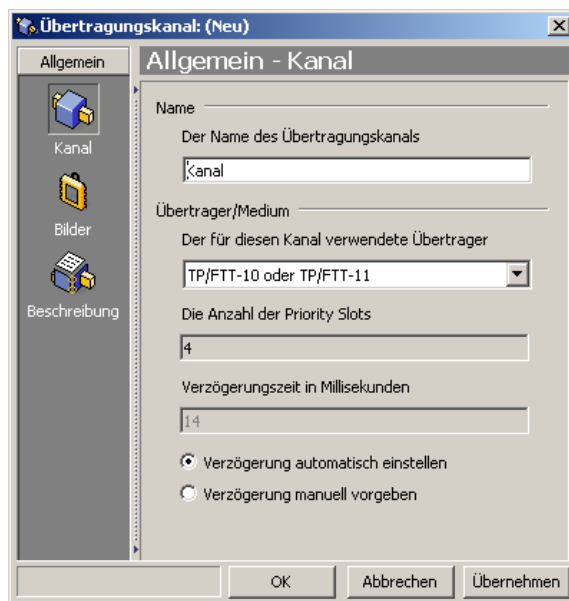 Übertragungskanal: (Neu)
Allgemein
Allgemein - Kanal
Kanal
Bilder
Beschreibung
Name
Der Name des Übertragungskanals
Kanal
Übertrager/Medium
Der für diesen Kanal verwendete Übertrager
TP/FTT-10 oder TP/FTT-11
Die Anzahl der Priority Slots
4
Verzögerungszeit in Millisekunden
14
Verzögerung automatisch einstellen
Verzögerung manuell vorgeben
OK
Abbrechen
Übernehmen